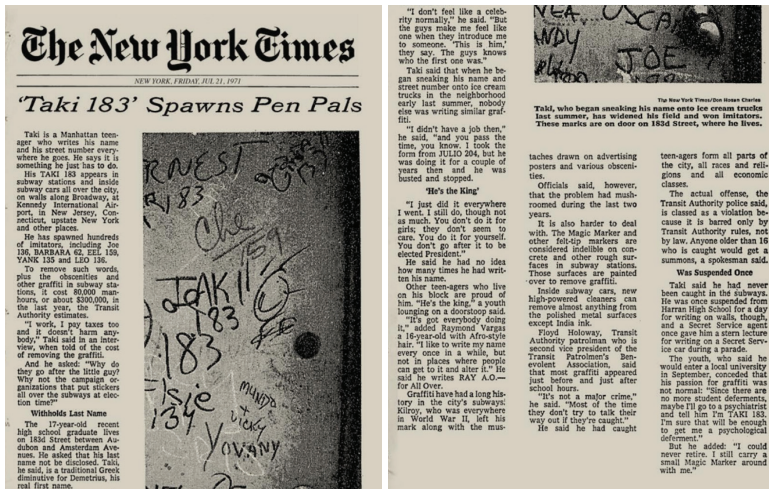 The New York Times
NEW YORK, FRIDAY, JUL 21, 1971
'Taki 183' Spawns Pen Pals
Taki is a Manhattan teen-
ager who writes his name
and his street number every-
where he goes. He says it is
something he just has to do.
His TAKI 183 appears in
subway stations and inside
subway cars all over the city,
on walls along Broadway, at
Kennedy International Air-
port, in New Jersey, Con-
necticut, upstate New York
and other places.
He has spawned hundreds
of imitators, including Joe
136, BARBARA 62, EEL 159,
YANK 135 and LEO 136.
To remove such words,
plus the obscenities and
other graffiti in subway sta-
tions, it cost 80,000 man-
hours, or about $300,000, in
the last year, the Transit
Authority estimates.
"I work, I pay taxes too
and it doesn't harm any-
body," Taki said in an inter-
view, when told of the cost
of removing the graffiti.
And he asked: "Why do
they go after the little guy?
Why not the campaign or-
ganizations that put stickers
all over the subways at elec-
tion time?"
Withholds Last Name
The 17-year-old recent
high school graduate lives
on 183d Street between Au-
dubon and Amsterdam Ave-
nues. He asked that his last
name not be disclosed. Taki,
he said, is a traditional Greek
diminutive for Demetrius, his
real first name.
ERNIEST
183
TAKI
183
183
134
MUNDO
+
VICKY
YOVANY
"I don't feel like a celeb-
rity normally," he said. "But
the guys make me feel like
one when they introduce me
to someone. 'This is him,'
they say. The guys knows
who the first one was."
Taki said that when he be-
gan sneaking his name and
street number onto ice cream
trucks in the neighborhood
early last summer, nobody
else was writing similar graf-
fiti.
"I didn't have a job then,"
he said, "and you pass the
time, you know. I took the
form from JULIO 204, but he
was doing it for a couple of
years then and he was
busted and stopped.
'He's the King'
"I just did it everywhere
I went. I still do, though not
as much. You don't do it for
girls; they don't seem to
care. You do it for yourself.
You don't go after it to be
elected President."
He said he had no idea
how many times he had writ-
ten his name.
Other teen-agers who live
on his block are proud of
him. "He's the king," a youth
lounging on a doorstoop said.
"It's got everybody doing
it," added Raymond Vargas
a 16-year-old with Afro-style
hair. "I like to write my name
every once in a while, but
not in places where people
can get to it and alter it." He
said he writes RAY A.O.—
for All Over.
Graffiti have had a long his-
tory in the city's subways:
Kilroy, who was everywhere
in World War II, left his
mark along with the mus-
OSCAR
ANDY
JOE
The New York Times/Don Hogan Charles
Taki, who began sneaking his name onto ice cream trucks
last summer, has widened his field and won imitators.
These marks are on door on 183d Street, where he lives.
taches drawn on advertising
posters and various obsceni-
ties.
Officials said, however,
that the problem had mush-
roomed during the last two
years.
It is also harder to deal
with. The Magic Marker and
other felt-tip markers are
considered indelible on con-
crete and other rough sur-
faces in subway stations.
Those surfaces are painted
over to remove graffiti.
Inside subway cars, new
high-powered cleaners can
remove almost anything from
the polished metal surfaces
except India ink.
Floyd Holoway, Transit
Authority patrolman who is
second vice president of the
Transit Patrolmen's Ben-
evolent Association, said
that most graffiti appeared
just before and just after
school hours.
"It's not a major crime,"
he said. "Most of the time
they don't try to talk their
way out if they're caught."
He said he had caught
teen-agers form all parts of
the city, all races and reli-
gions and all economic
classes.
The actual offense, the
Transit Authority police said,
is classed as a violation be-
cause it is barred only by
Transit Authority rules, not
by law. Anyone older than 16
who is caught would get a
summons, a spokesman said.
Was Suspended Once
Taki said he had never
been caught in the subways.
He was once suspended from
Harran High School for a day
for writing on walls, though,
and a Secret Service agent
once gave him a stern lecture
for writing on a Secret Serv-
ice car during a parade.
The youth, who said he
would enter a local university
in September, conceded that
his passion for graffiti was
not normal: "Since there are
no more student deferments,
maybe I'll go to a psychiatrist
and tell him I'm TAKI 183.
I'm sure that will be enough
to get me a psychological
deferment."
But he added: "I could
never retire. I still carry a
small Magic Marker around
with me."